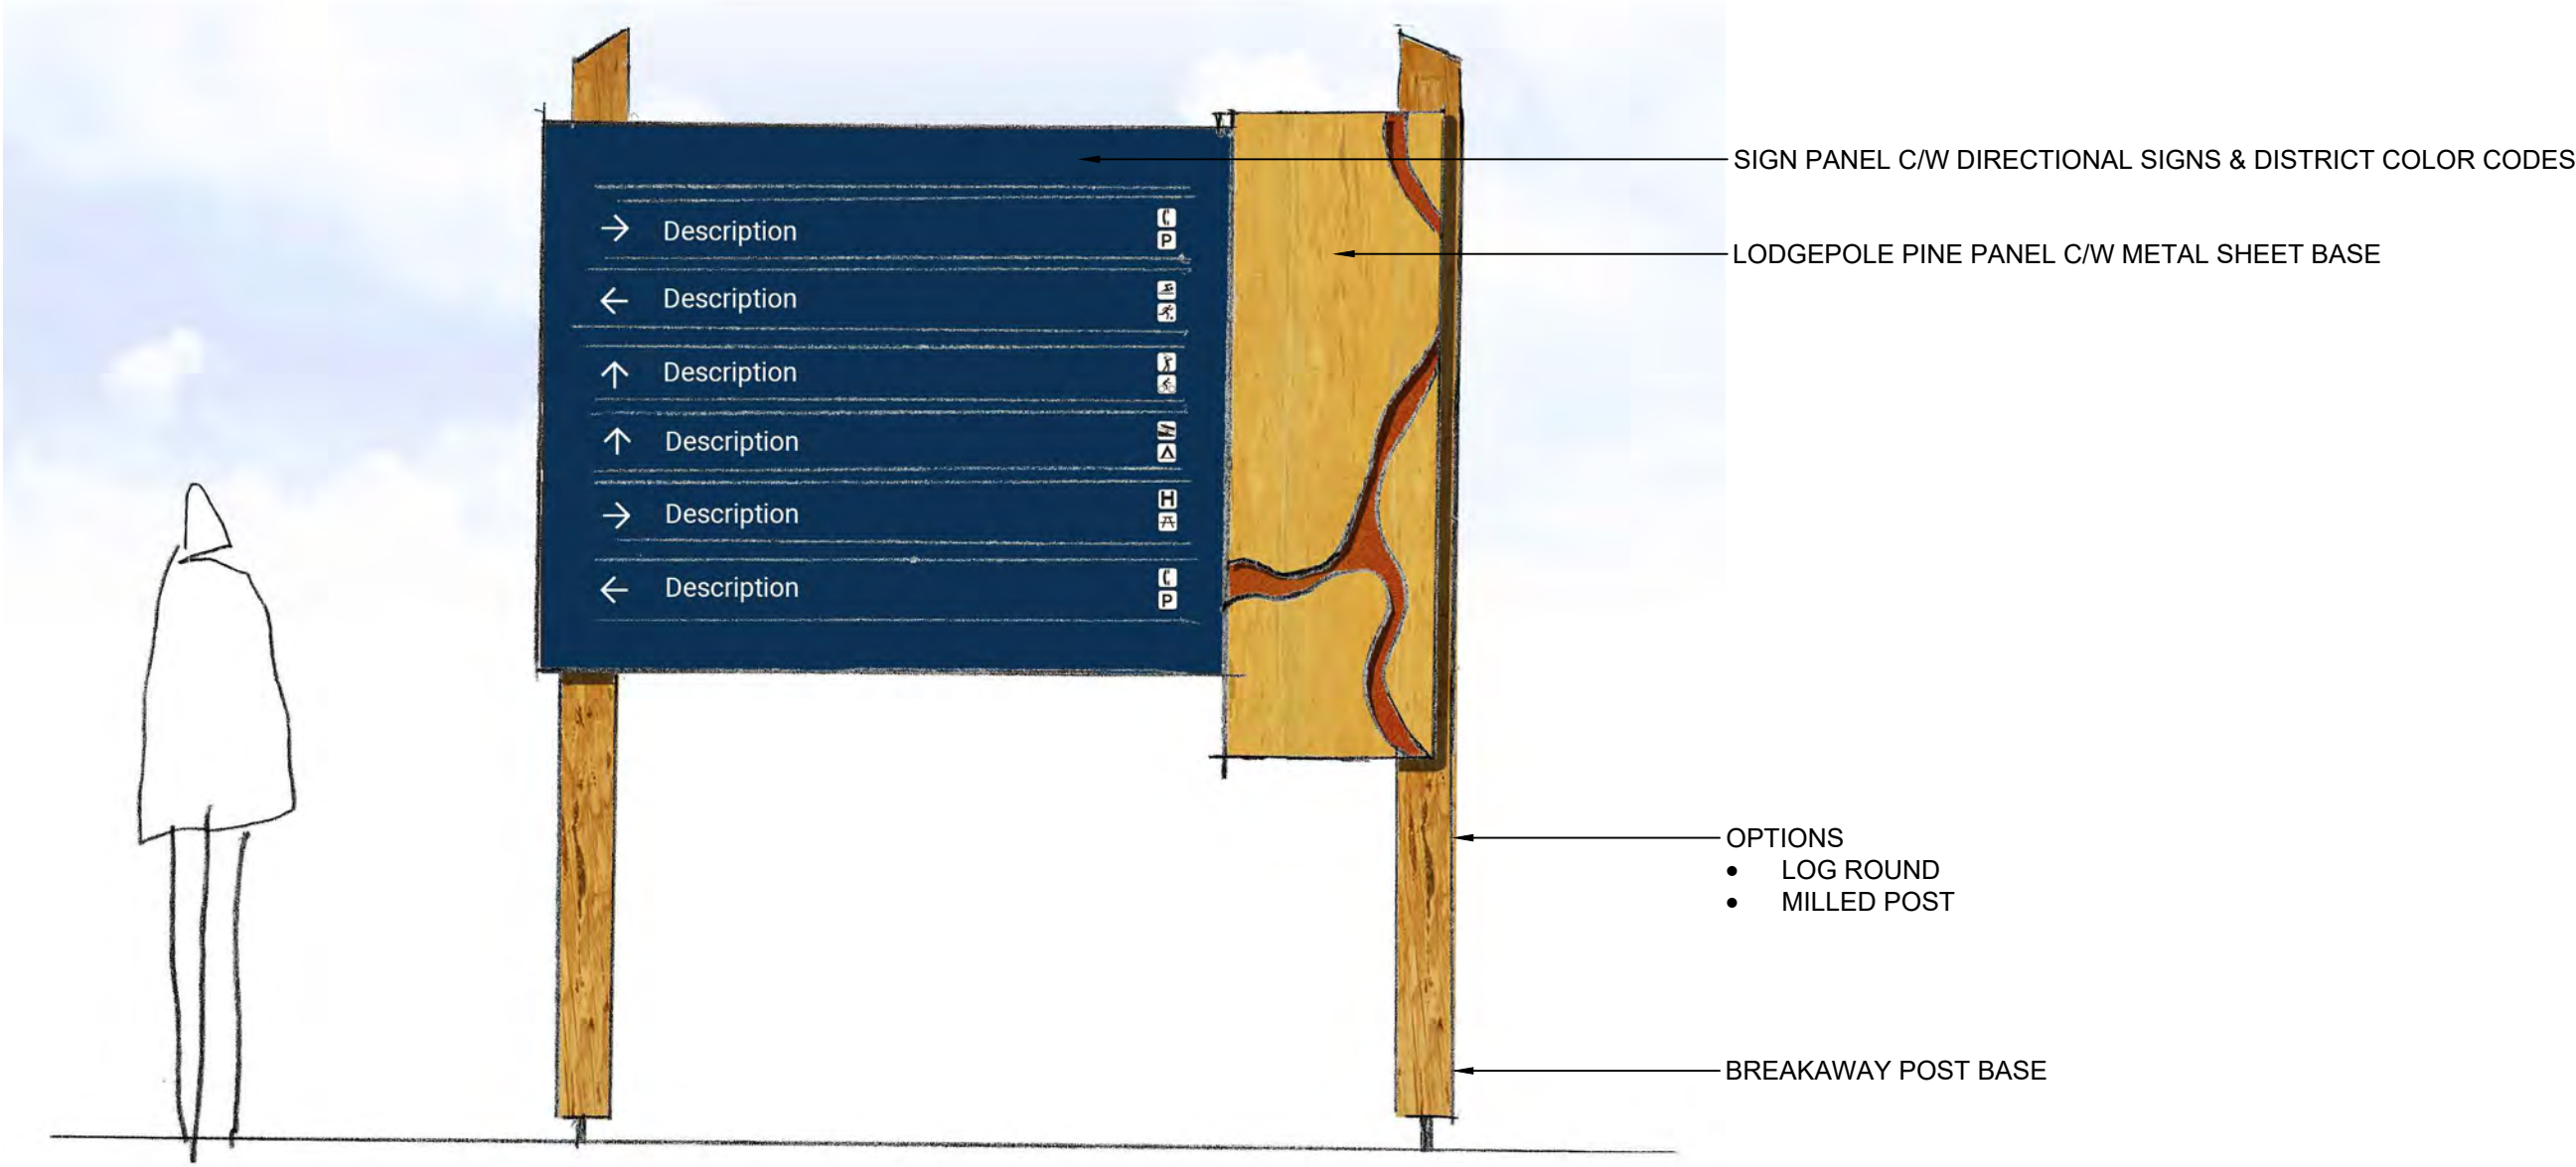 SIGN PANEL C/W DIRECTIONAL SIGNS & DISTRICT COLOR CODES
LODGEPOLE PINE PANEL C/W METAL SHEET BASE
→ Description P
← Description
↑ Description
↑ Description
→ Description H
← Description P
OPTIONS
• LOG ROUND
• MILLED POST
BREAKAWAY POST BASE